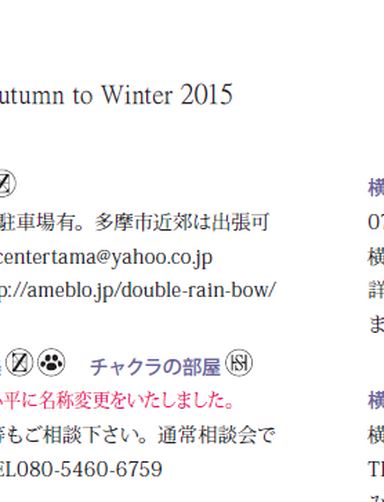 utumn to Winter 2015
駐車場有。多摩市近郊は出張可
centertama@yahoo.co.jp
p://ameblo.jp/double-rain-bow/
チャクラの部屋
平に名称変更をいたしました。
等もご相談下さい。通常相談会で
EL080-5460-6759
横
07
横
詳
ま
横
横
TE